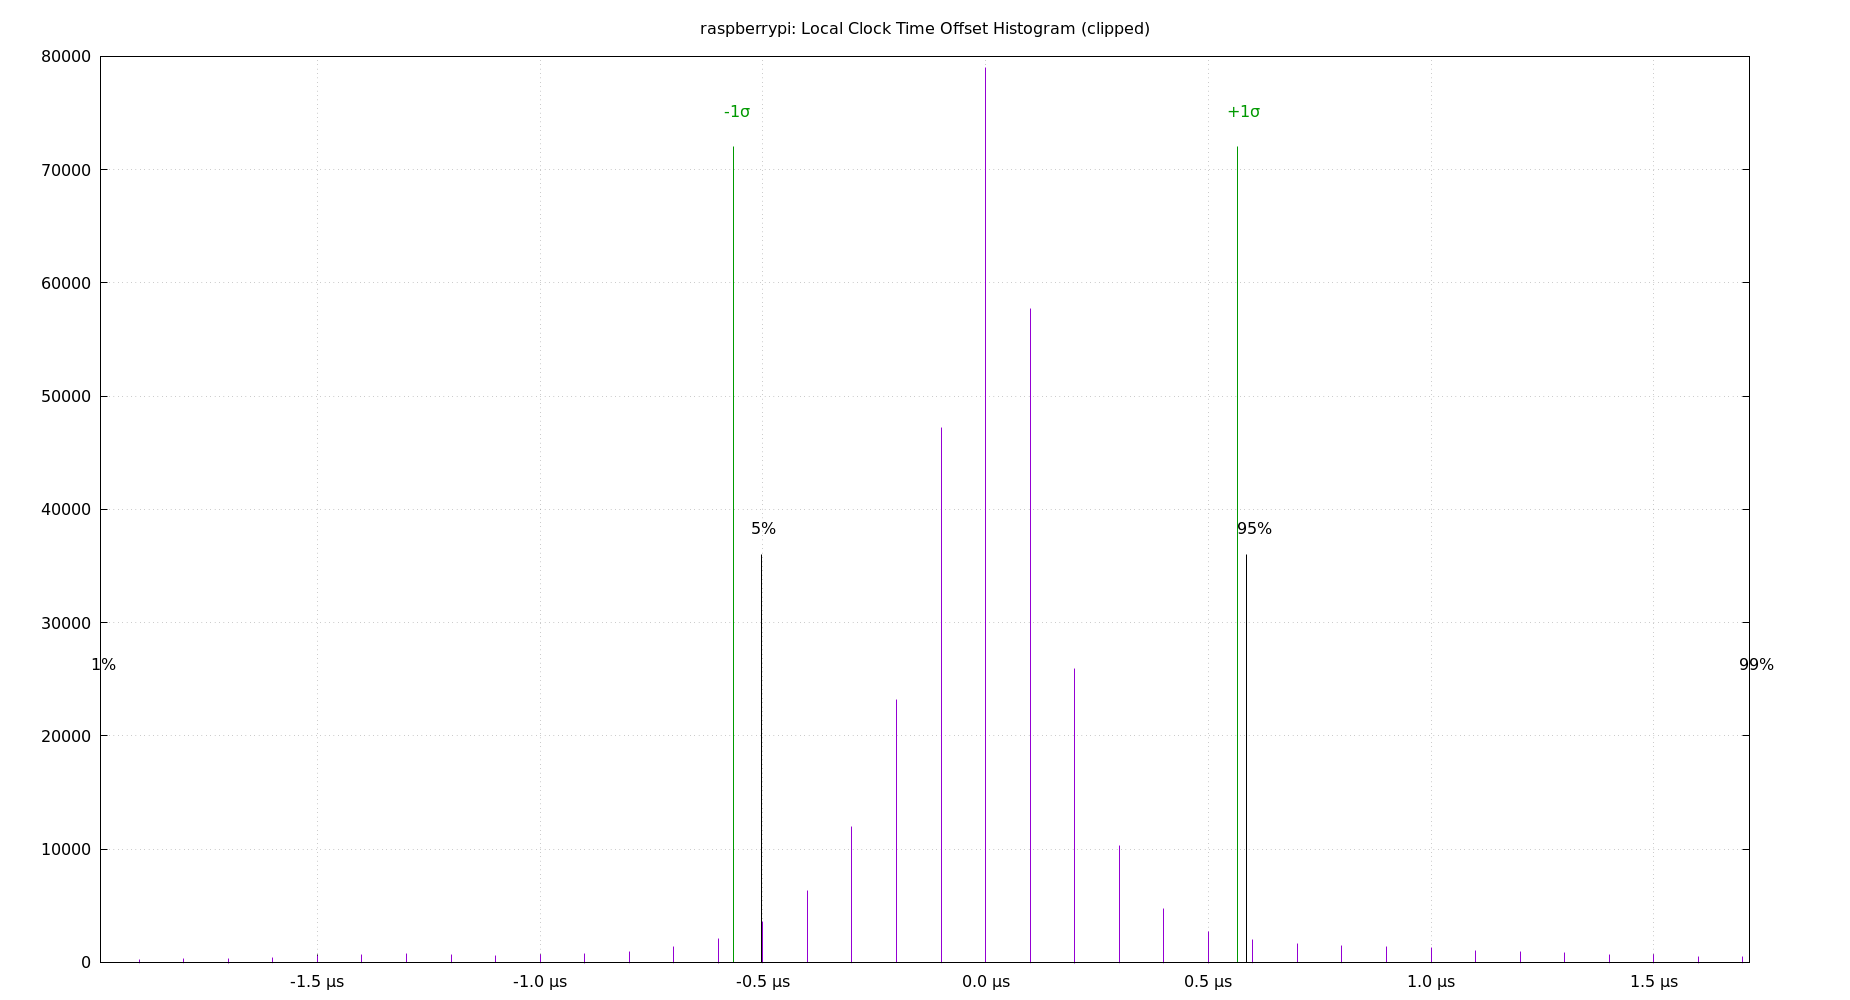 raspberrypi: Local Clock Time Offset Histogram (clipped)
80000
-1σ
+1σ
70000
60000
50000
40000
5%
95%
30000
1%
99%
20000
10000
0
-1.5 µs
-1.0 µs
-0.5 µs
0.0 µs
0.5 µs
1.0 µs
1.5 µs